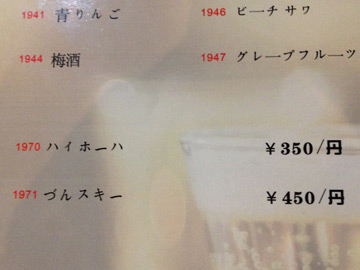 1941 青りんご
1946 ビーチサワ
1944 梅酒
1947 グレープフルーツ
1970 ハイホーハ
¥350/円
1971 づんスキー
¥450/円